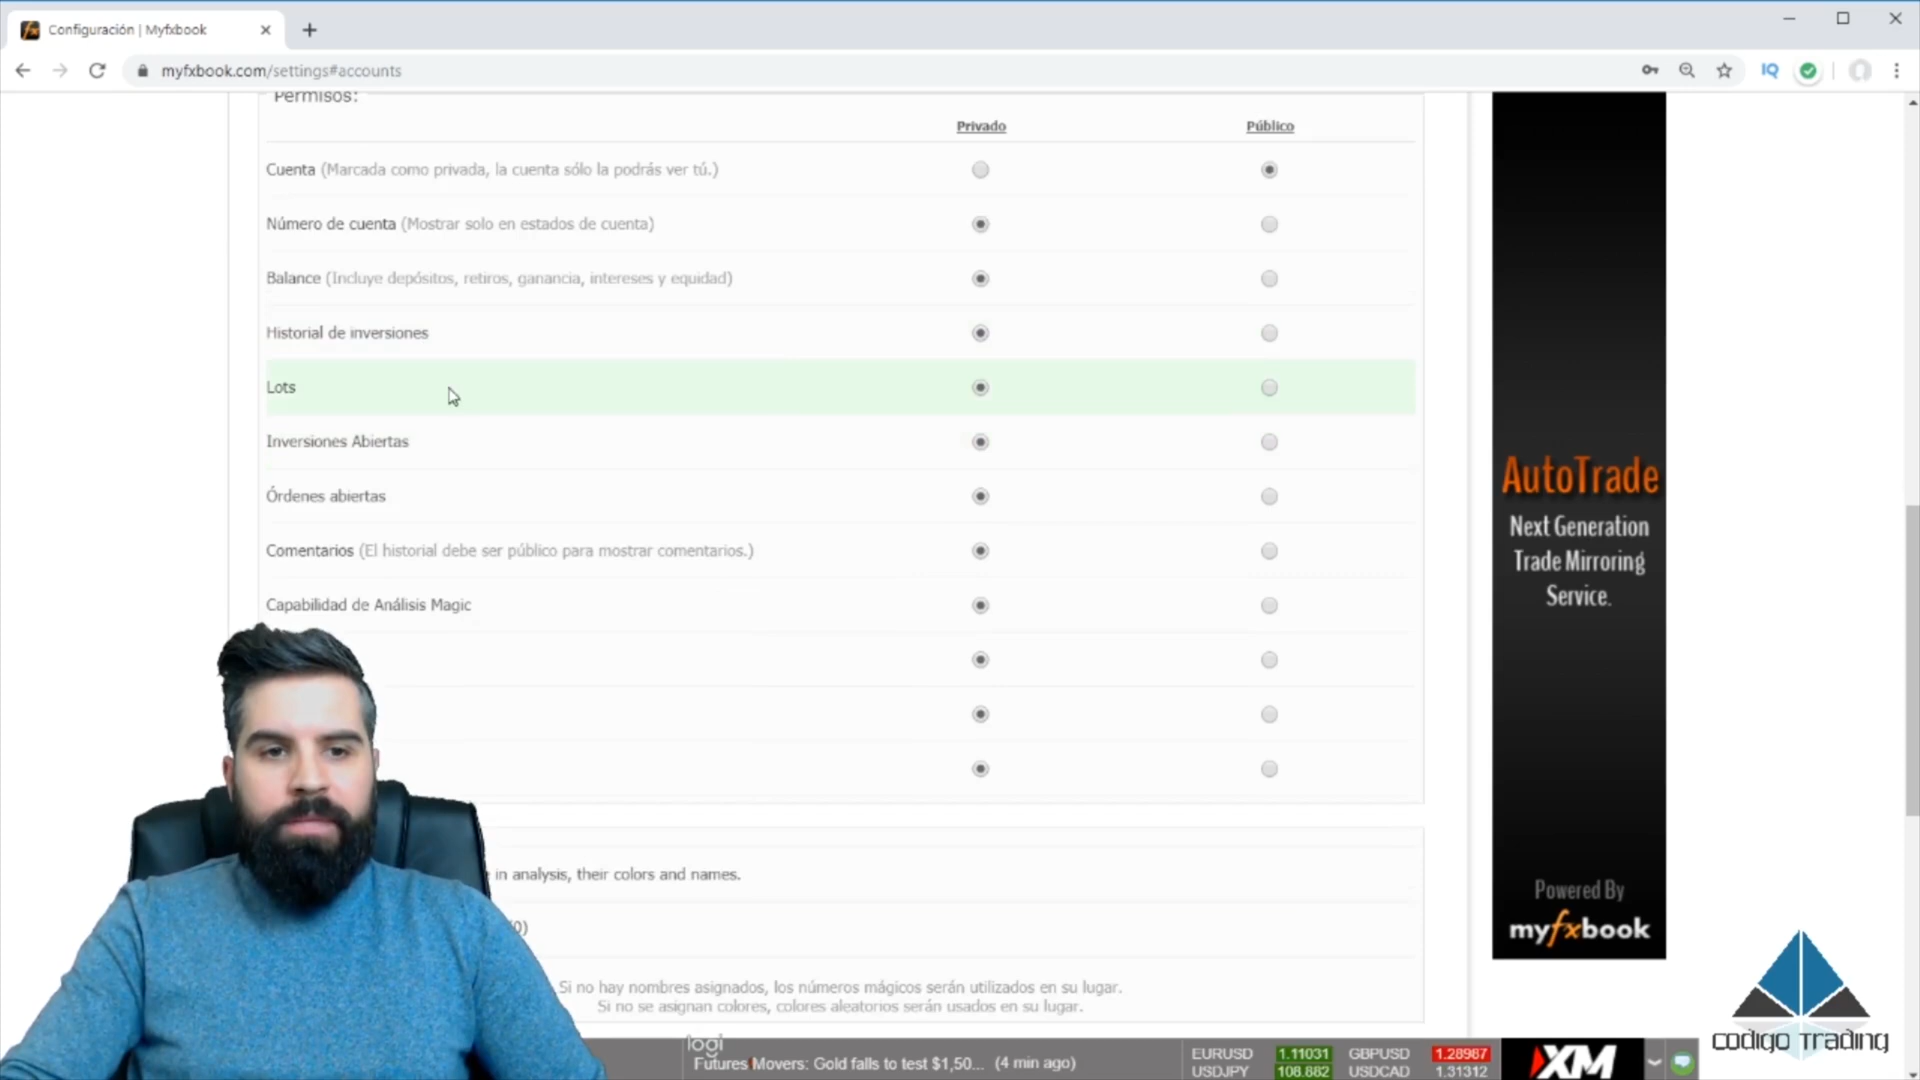 Configuración | Myfxbook
myfxbook.com/settings#accounts
Permisos:
Privado Público
Cuenta (Marcada como privada, la cuenta sólo la podrás ver tú.)
Número de cuenta (Mostrar solo en estados de cuenta)
Balance (Incluye depósitos, retiros, ganancia, intereses y equidad)
Historial de inversiones
Lots
Inversiones Abiertas
Órdenes abiertas
Comentarios (El historial debe ser público para mostrar comentarios.)
Capabilidad de Análisis Magic
in analysis, their colors and names.
Si no hay nombres asignados, los números mágicos serán utilizados en su lugar.
Si no se asignan colores, colores aleatorios serán usados en su lugar.
AutoTrade
Next Generation
Trade Mirroring
Service.
Powered By
myfxbook
IQ
logi
Futures Movers: Gold falls to test $1,50... (4 min ago)
EURUSD 1.11031 GBPUSD 1.28987
USDJPY 108.882 USDCAD 1.31312
XM
codigo Trading